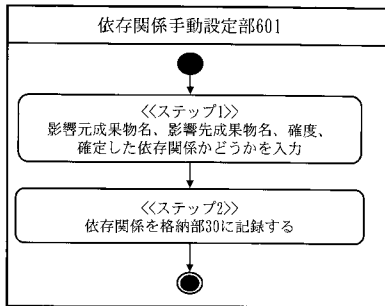 依存関係手動設定部601
<<ステップ1>>
影響元成果物名、影響先成果物名、確度、
確定した依存関係かどうかを入力
<<ステップ2>>
依存関係を格納部30に記録する